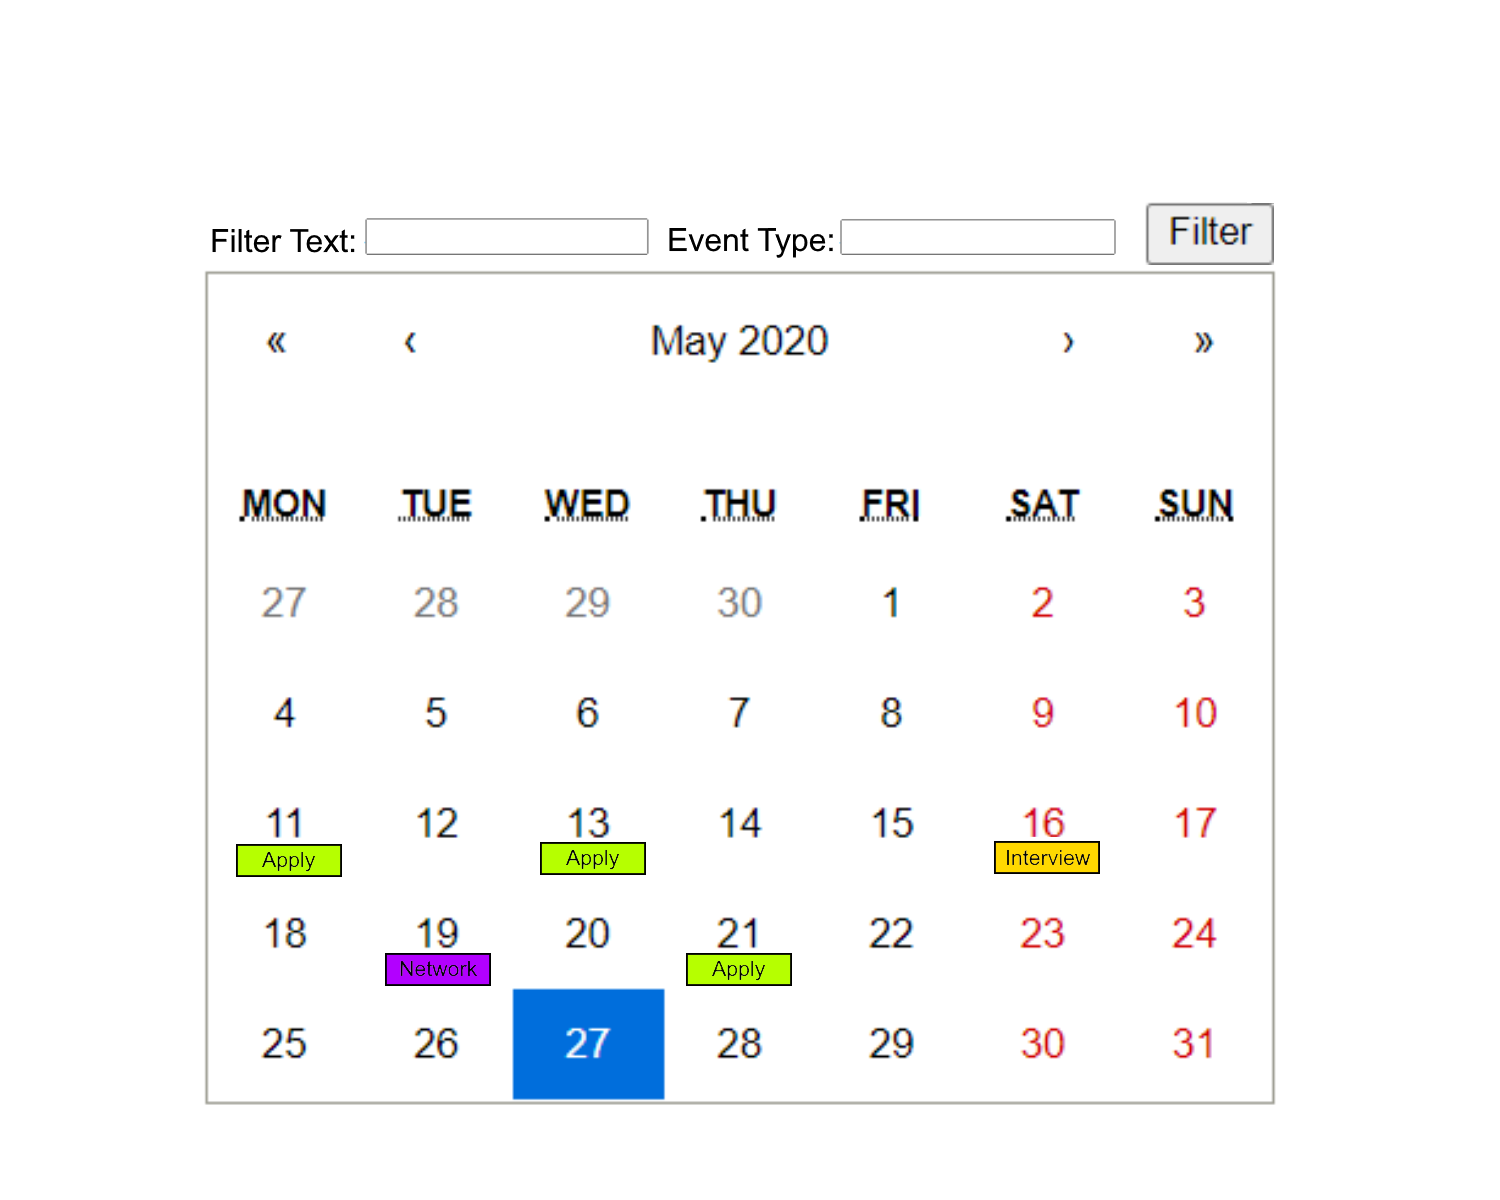 Filter Text: Event Type: Filter
« ‹ May 2020 › »
MON TUE WED THU FRI SAT SUN
27 28 29 30 1 2 3
4 5 6 7 8 9 10
11 12 13 14 15 16 17
Apply Apply Interview
18 19 20 21 22 23 24
Network Apply
25 26 27 28 29 30 31